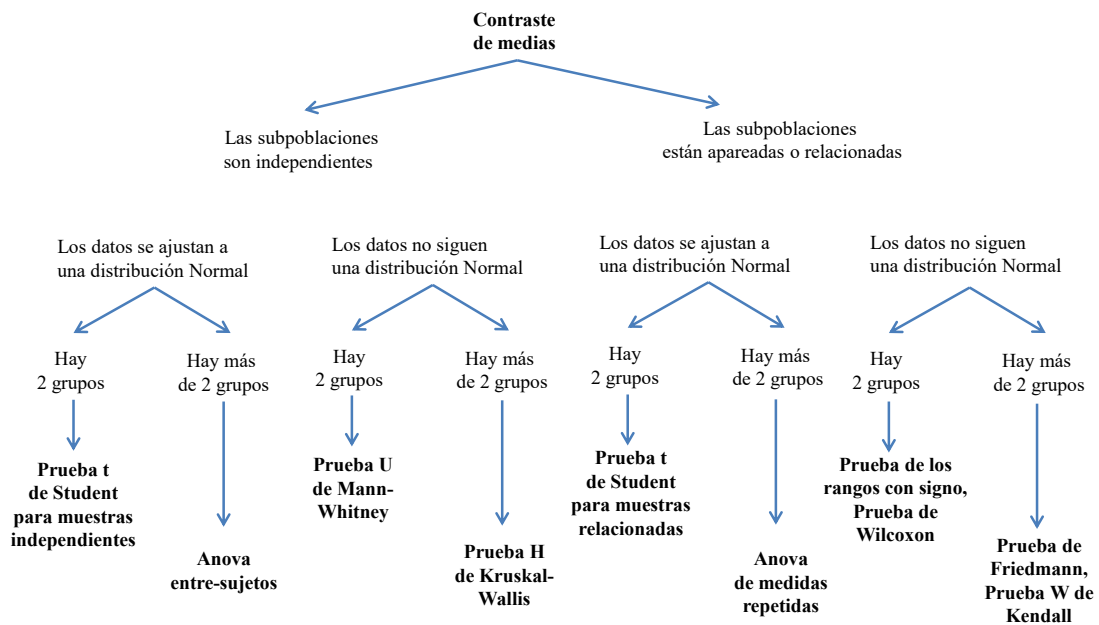 Contraste
de medias
Las subpoblaciones
son independientes
Las subpoblaciones
están apareadas o relacionadas
Los datos se ajustan a
una distribución Normal
Los datos no siguen
una distribución Normal
Los datos se ajustan a
una distribución Normal
Los datos no siguen
una distribución Normal
Hay
2 grupos
Hay más
de 2 grupos
Hay
2 grupos
Hay más
de 2 grupos
Hay
2 grupos
Hay más
de 2 grupos
Hay
2 grupos
Hay más
de 2 grupos
Prueba t
de Student
para muestras
independientes
Anova
entre-sujetos
Prueba U
de Mann-
Whitney
Prueba H
de Kruskal-
Wallis
Prueba t
de Student
para muestras
relacionadas
Anova
de medidas
repetidas
Prueba de los
rangos con signo,
Prueba de
Wilcoxon
Prueba de
Friedmann,
Prueba W de
Kendall